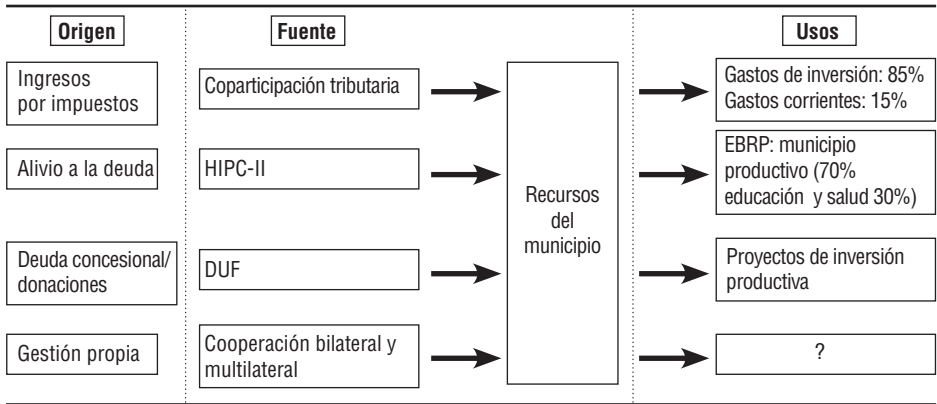 Origen
Fuente
Usos
Ingresos
por impuestos
Coparticipación tributaria
Gastos de inversión: 85%
Gastos corrientes: 15%
Alivio a la deuda
HIPC-II
Recursos
del
municipio
EBRP: municipio
productivo (70%
educación y salud 30%)
Deuda concesional/
donaciones
DUF
Proyectos de inversión
productiva
Gestión propia
Cooperación bilateral y
multilateral
?